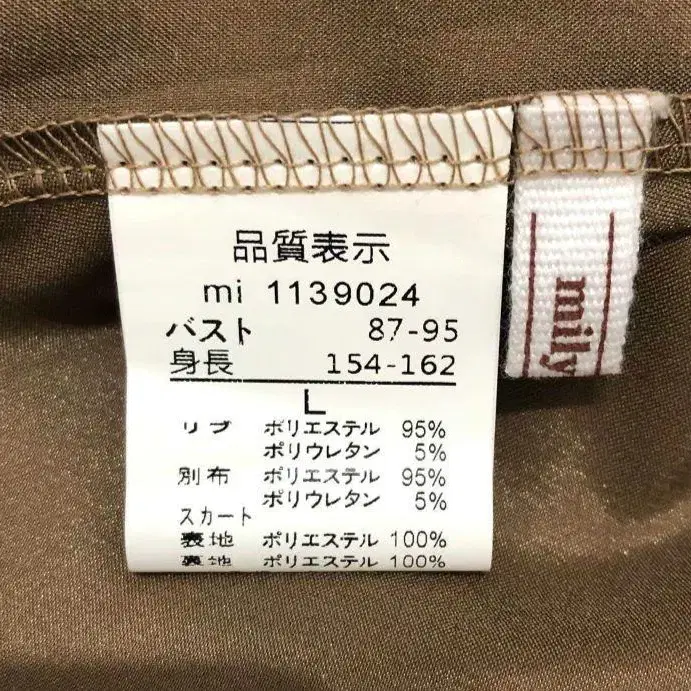 品質表示
mi 1139024
バスト 87-95
身長 154-162
L
リブ ポリエステル 95%
ポリウレタン 5%
別布 ポリエステル 95%
ポリウレタン 5%
スカート
表地 ポリエステル 100%
裏地 ポリエステル 100%
mily